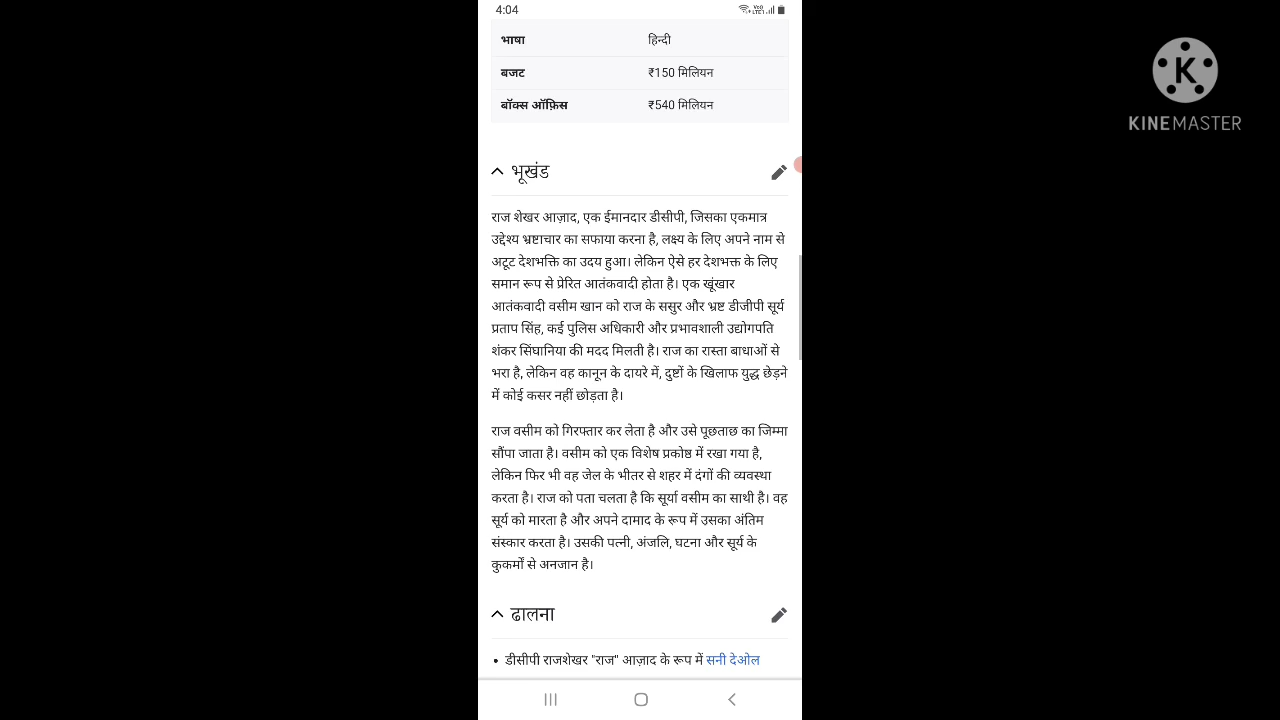 4:04
भाषा हिन्दी
बजट ₹150 मिलियन
बॉक्स ऑफ़िस ₹540 मिलियन
भूखंड
राज शेखर आज़ाद, एक ईमानदार डीसीपी, जिसका एकमात्र
उद्देश्य भ्रष्टाचार का सफाया करना है, लक्ष्य के लिए अपने नाम से
अटूट देशभक्ति का उदय हुआ। लेकिन ऐसे हर देशभक्त के लिए
समान रूप से प्रेरित आतंकवादी होता है। एक खूंखार
आतंकवादी वसीम खान को राज के ससुर और भ्रष्ट डीजीपी सूर्य
प्रताप सिंह, कई पुलिस अधिकारी और प्रभावशाली उद्योगपति
शंकर सिंघानिया की मदद मिलती है। राज का रास्ता बाधाओं से
भरा है, लेकिन वह कानून के दायरे में, दुष्टों के खिलाफ युद्ध छेड़ने
में कोई कसर नहीं छोड़ता है।
राज वसीम को गिरफ्तार कर लेता है और उसे पूछताछ का जिम्मा
सौंपा जाता है। वसीम को एक विशेष प्रकोष्ठ में रखा गया है,
लेकिन फिर भी वह जेल के भीतर से शहर में दंगों की व्यवस्था
करता है। राज को पता चलता है कि सूर्या वसीम का साथी है। वह
सूर्य को मारता है और अपने दामाद के रूप में उसका अंतिम
संस्कार करता है। उसकी पत्नी, अंजलि, घटना और सूर्य के
कुकर्मों से अनजान है।
ढालना
• डीसीपी राजशेखर "राज" आज़ाद के रूप में सनी देओल
K
KINEMASTER